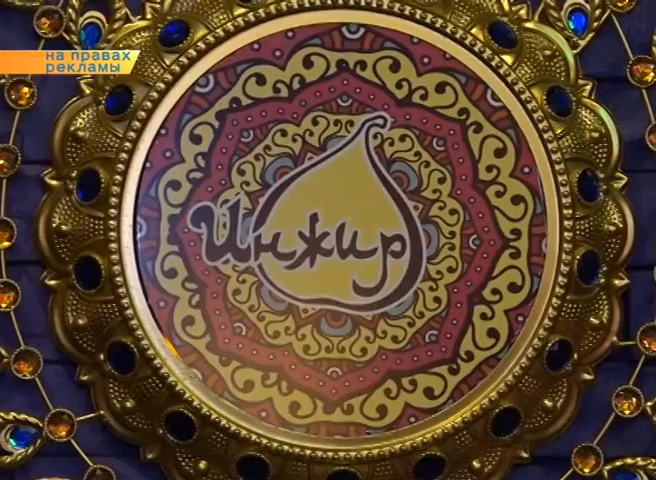 на правах
рекламы
Инжир